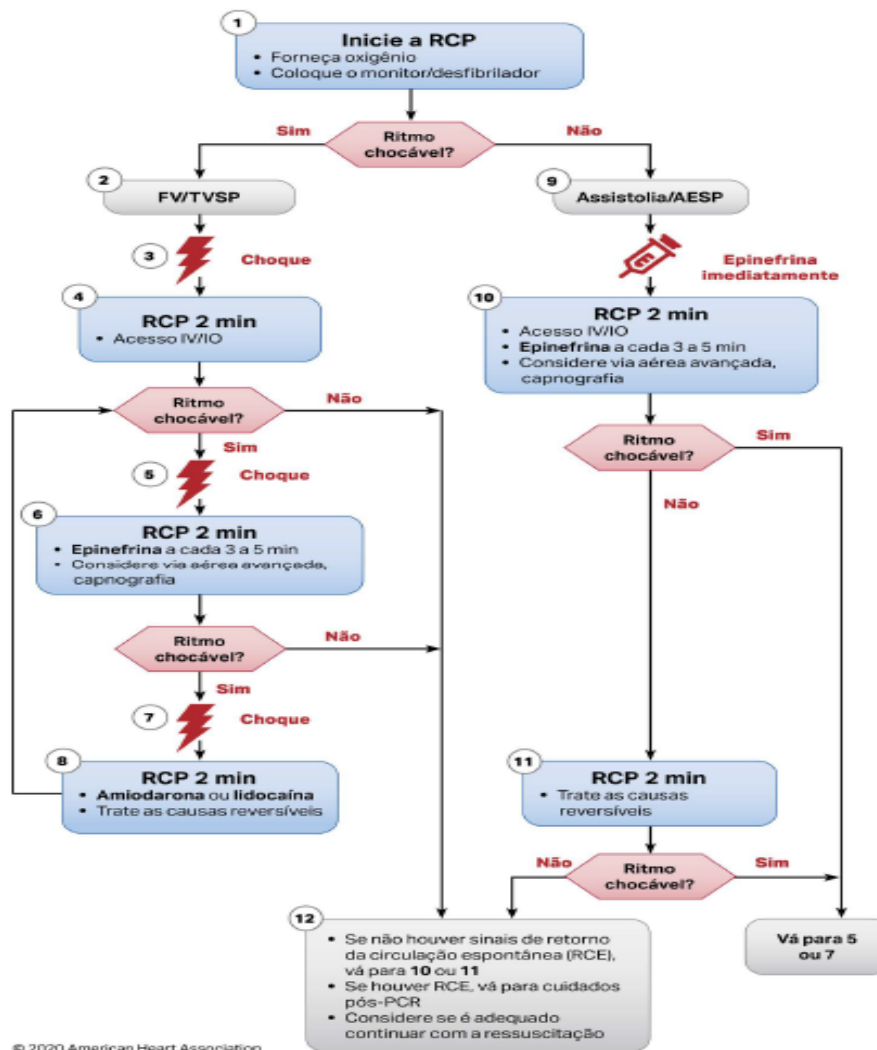 1
Inicie a RCP
• Forneça oxigênio
• Coloque o monitor/desfibrilador
Ritmo
chocável?
Sim
Não
2
FV/TVSP
3
Choque
4
RCP 2 min
• Acesso IV/IO
Ritmo
chocável?
Não
Sim
5
Choque
6
RCP 2 min
• Epinefrina a cada 3 a 5 min
• Considere via aérea avançada,
capnografia
Ritmo
chocável?
Não
Sim
7
Choque
8
RCP 2 min
• Amiodarona ou lidocaína
• Trate as causas reversíveis
9
Assistolia/AESP
E
Epinefrina
imediatamente
10
RCP 2 min
• Acesso IV/IO
• Epinefrina a cada 3 a 5 min
• Considere via aérea avançada,
capnografia
Ritmo
chocável?
Sim
Não
11
RCP 2 min
• Trate as causas
reversíveis
Ritmo
chocável?
Não
Sim
12
• Se não houver sinais de retorno
da circulação espontânea (RCE),
vá para 10 ou 11
• Se houver RCE, vá para cuidados
pós-PCR
• Considere se é adequado
continuar com a ressuscitação
Vá para 5
ou 7
© 2020 American Heart Association